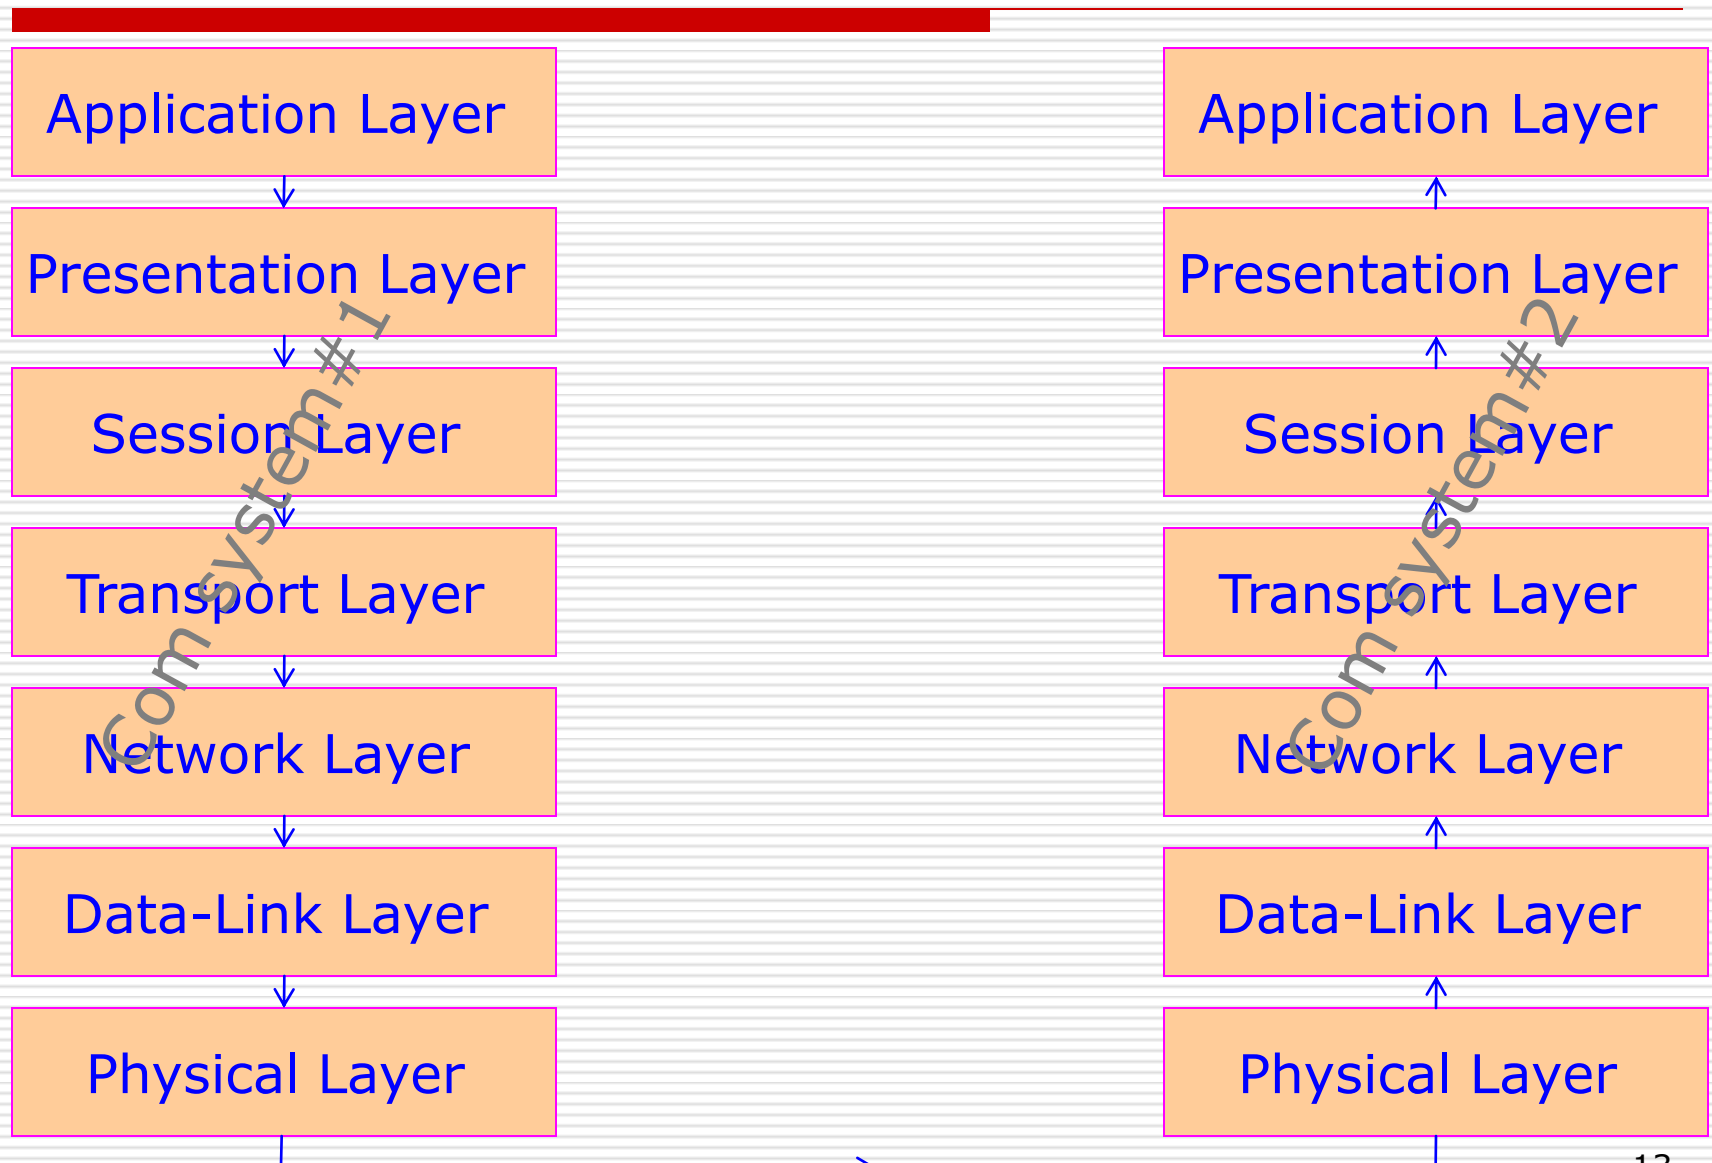 Application Layer
Presentation Layer
Session Layer
Transport Layer
Network Layer
Data-Link Layer
Physical Layer
Com system#1
Application Layer
Presentation Layer
Session Layer
Transport Layer
Network Layer
Data-Link Layer
Physical Layer
Com system#2